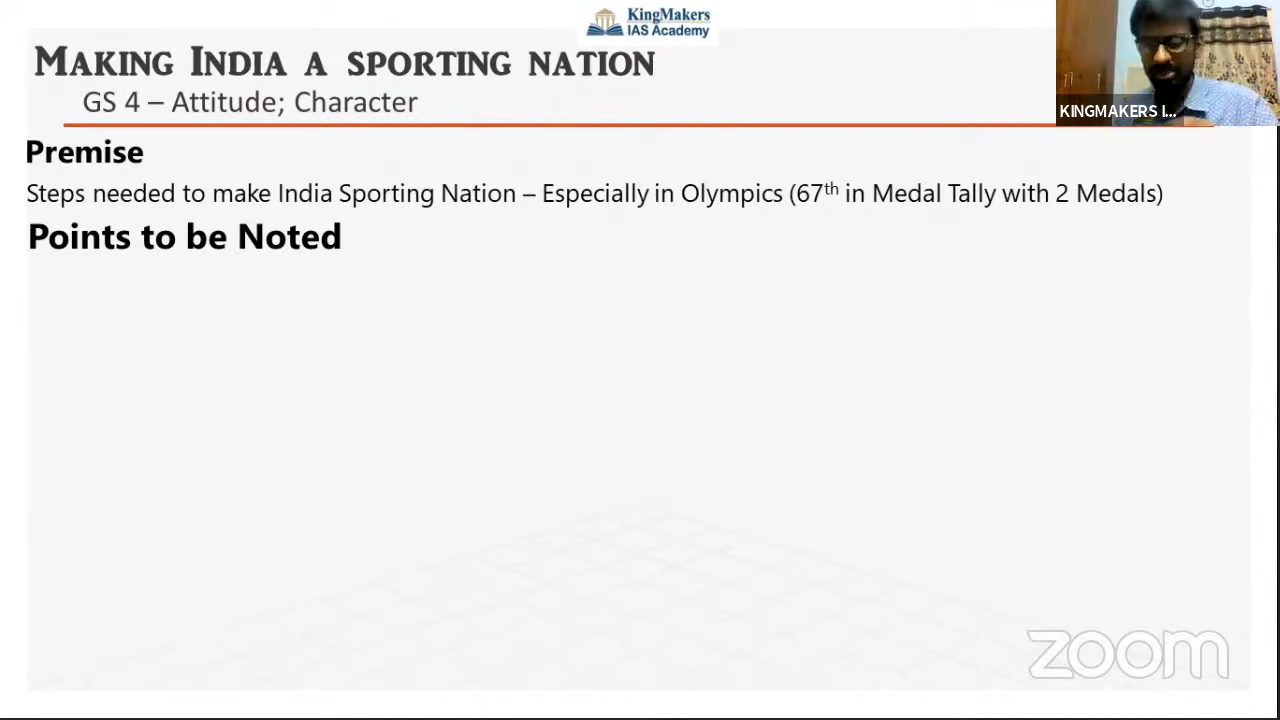 KingMakers
IAS Academy
MAKING INDIA A SPORTING NATION
GS 4 – Attitude; Character
KINGMAKERS I...
Premise
Steps needed to make India Sporting Nation – Especially in Olympics (67th in Medal Tally with 2 Medals)
Points to be Noted
zoom